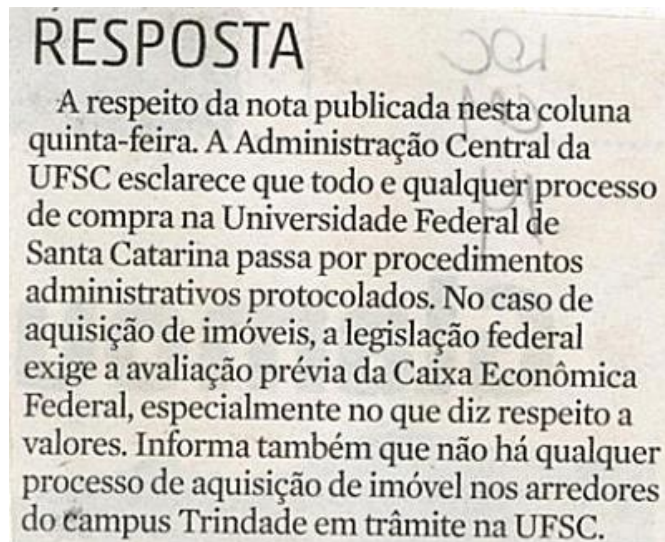 RESPOSTA
A respeito da nota publicada nesta coluna
quinta-feira. A Administração Central da
UFSC esclarece que todo e qualquer processo
de compra na Universidade Federal de
Santa Catarina passa por procedimentos
administrativos protocolados. No caso de
aquisição de imóveis, a legislação federal
exige a avaliação prévia da Caixa Econômica
Federal, especialmente no que diz respeito a
valores. Informa também que não há qualquer
processo de aquisição de imóvel nos arredores
do campus Trindade em trâmite na UFSC.